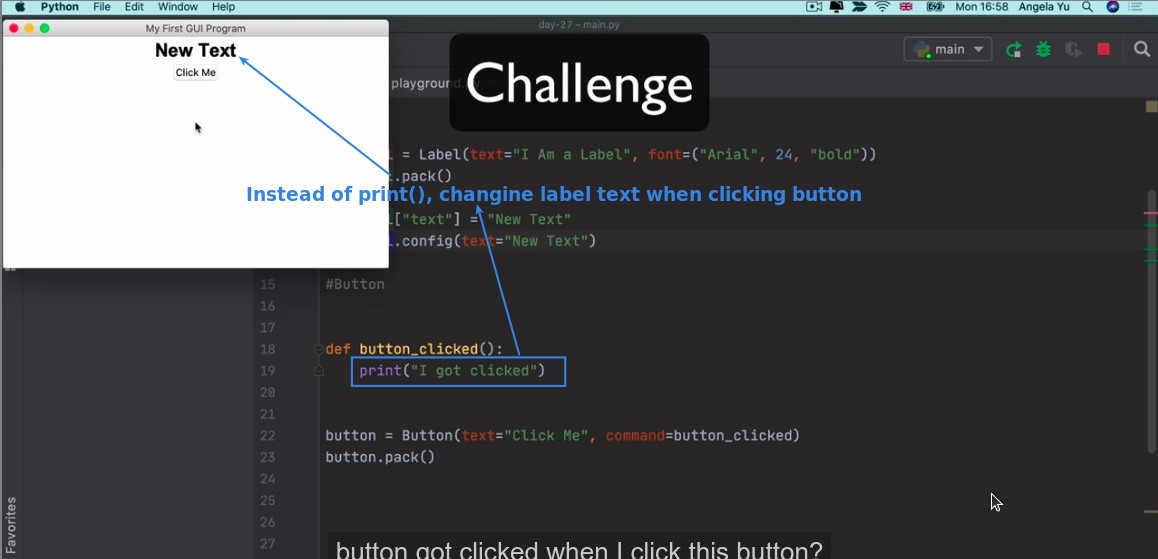 Python File Edit Window Help Mon 16:58 Angela Yu
day-27 – main.py
My First GUI Program
main
New Text
Click Me
playground
Challenge
= Label(text="I Am a Label", font=("Arial", 24, "bold"))
.pack()
Instead of print(), changine label text when clicking button
["text"] = "New Text"
.config(text="New Text")
15 #Button
16
17
18 def button_clicked():
19 print("I got clicked")
20
21
22 button = Button(text="Click Me", command=button_clicked)
23 button.pack()
24
25
26
27
Favorites
button got clicked when I click this button?